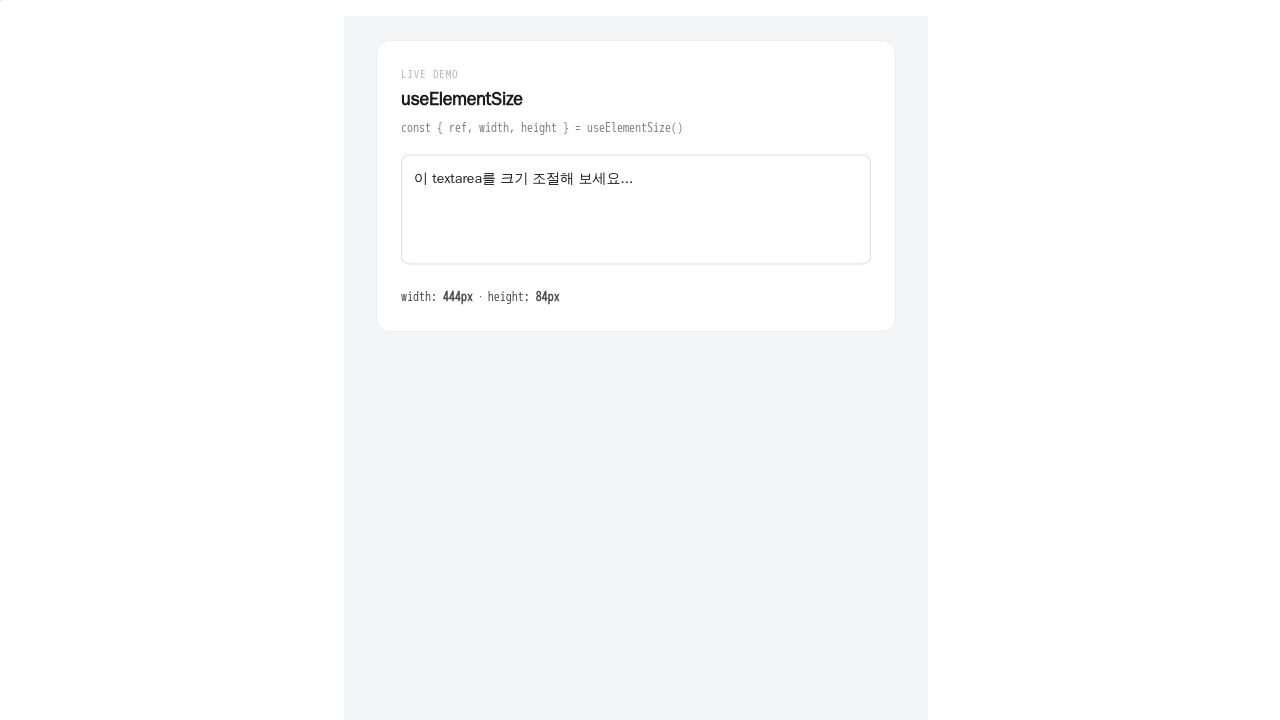 LIVE DEMO
useElementSize
const { ref, width, height } = useElementSize()
이 textarea를 크기 조절해 보세요...
width: 444px · height: 84px